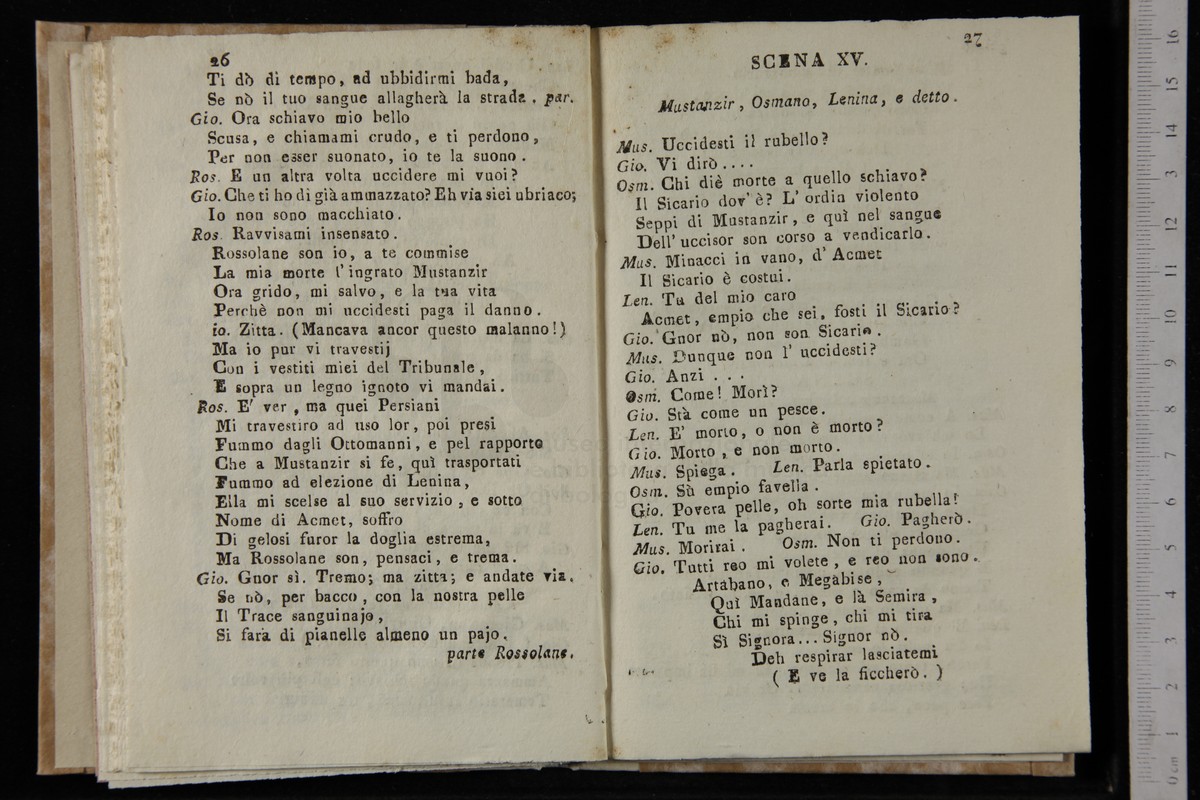 26
Ti dò di tempo, ad ubbidirmi bada,
Se nò il tuo sangue allagherà la strada. par.
Gio. Ora schiavo mio bello
Scusa, e chiamami crudo, e ti perdono,
Per non esser suonato, io te la suono.
Ros. E un altra volta uccidere mi vuoi?
Gio. Che ti ho di già ammazzato? Eh via siei ubriaco;
Io non sono macchiato.
Ros. Ravvisami insensato.
Rossolane son io, a te commise
La mia morte l'ingrato Mustanzir
Ora grido, mi salvo, e la tua vita
Perchè non mi uccidesti paga il danno.
io. Zitta. (Mancava ancor questo malanno!)
Ma io pur vi travestij
Con i vestiti miei del Tribunale,
E sopra un legno ignoto vi mandai.
Ros. E' ver, ma quei Persiani
Mi travestiro ad uso lor, poi presi
Fummo dagli Ottomanni, e pel rapporto
Che a Mustanzir si fe, quì trasportati
Fummo ad elezione di Lenina,
Ella mi scelse al suo servizio, e sotto
Nome di Acmet, soffro
Di gelosi furor la doglia estrema,
Ma Rossolane son, pensaci, e trema.
Gio. Gnor sì. Tremo; ma zitta; e andate via.
Se nò, per bacco, con la nostra pelle
Il Trace sanguinajo,
Si farà di pianelle almeno un pajo.
parte Rossolane.
27
SCENA XV.
Mustanzir, Osmano, Lenina, e detto.
Mus. Uccidesti il rubello?
Gio. Vi dirò....
Osm. Chi diè morte a quello schiavo?
Il Sicario dov'è? L'ordin violento
Seppi di Mustanzir, e quì nel sangue
Dell'uccisor son corso a vendicarlo.
Mus. Minacci in vano, d'Acmet
Il Sicario è costui.
Len. Tu del mio caro
Acmet, empio che sei, fosti il Sicario?
Gio. Gnor nò, non son Sicario.
Mus. Dunque non l'uccidesti?
Gio. Anzi...
Osm. Come! Morì?
Gio. Stà come un pesce.
Len. E' morto, o non è morto?
Gio. Morto, e non morto.
Mus. Spiega. Len. Parla spietato.
Osm. Sù empio favella.
Gio. Povera pelle, oh sorte mia rubella!
Len. Tu me la pagherai. Gio. Pagherò.
Mus. Morirai. Osm. Non ti perdono.
Gio. Tutti reo mi volete, e reo non sono.
Artabano, e Megabise,
Quì Mandane, e là Semira,
Chi mi spinge, chi mi tira
Sì Signora... Signor nò.
Deh respirar lasciatemi
( E ve la ficcherò. )